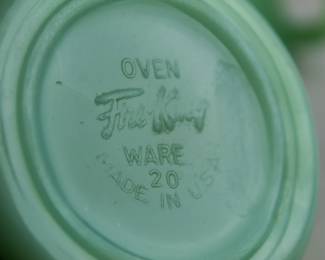 OVEN
Fire-King
WARE
20
MADE IN USA